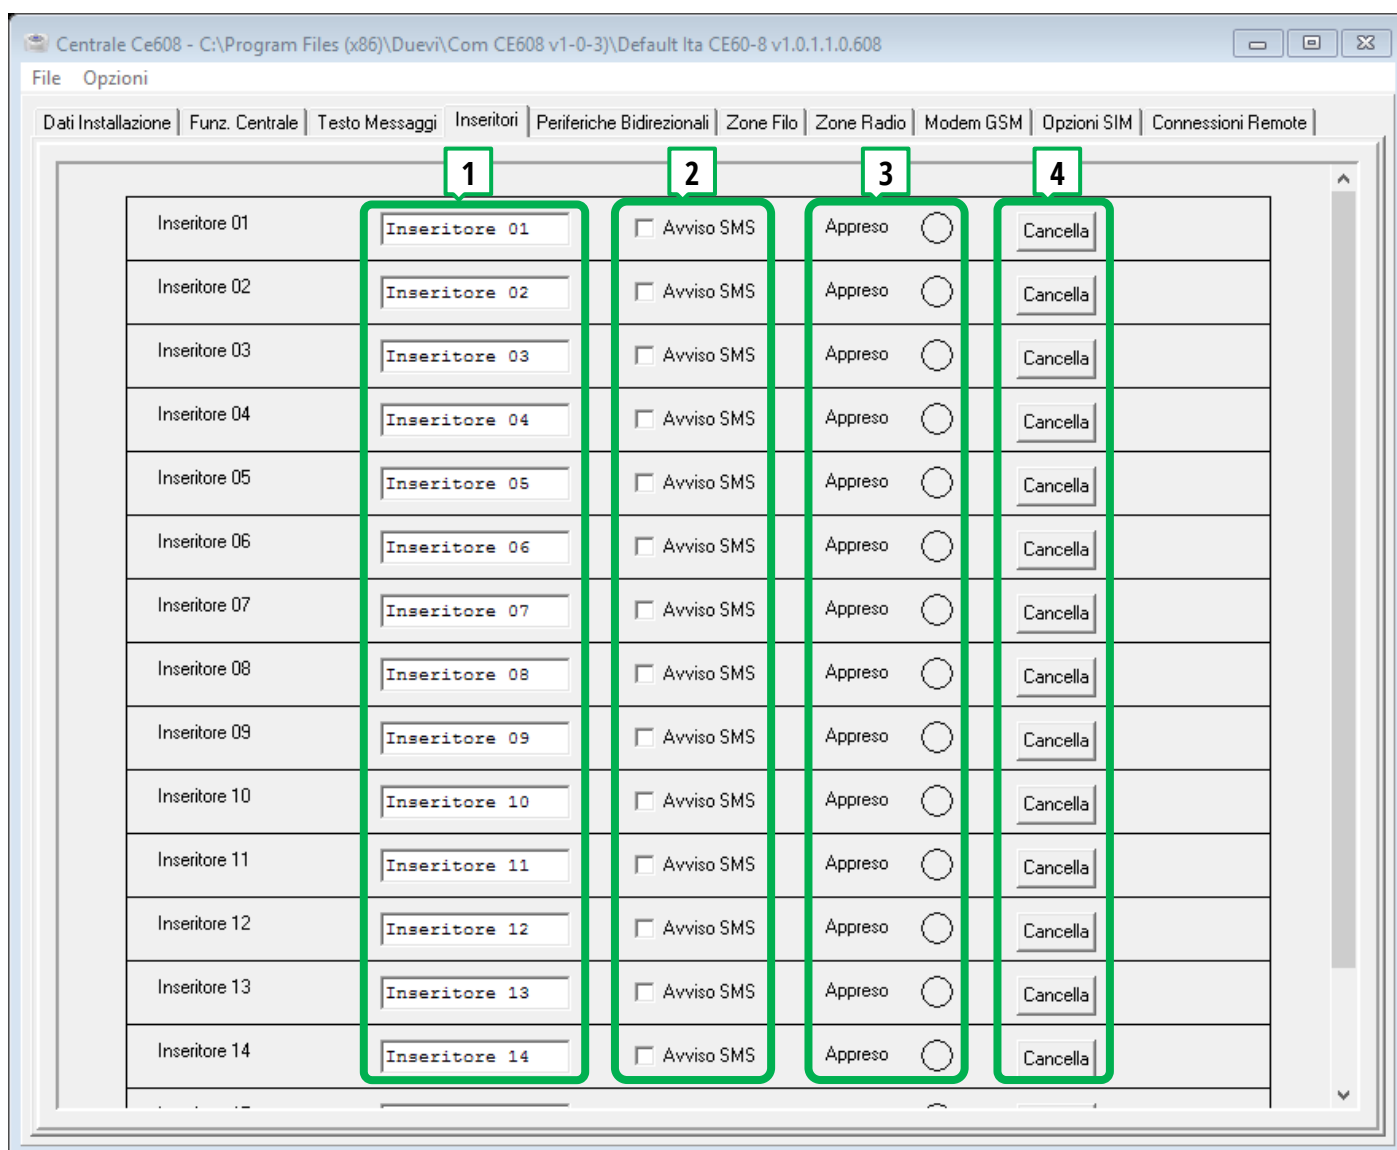 Centrale Ce608 - C:\Program Files (x86)\Duevi\Com CE608 v1-0-3)\Default Ita CE60-8 v1.0.1.1.0.608
File Opzioni
Dati Installazione Funz. Centrale Testo Messaggi Inseritori Periferiche Bidirezionali Zone Filo Zone Radio Modem GSM Opzioni SIM Connessioni Remote
1 2 3 4
Inseritore 01 Inseritore 01 Avviso SMS Appreso Cancella
Inseritore 02 Inseritore 02 Avviso SMS Appreso Cancella
Inseritore 03 Inseritore 03 Avviso SMS Appreso Cancella
Inseritore 04 Inseritore 04 Avviso SMS Appreso Cancella
Inseritore 05 Inseritore 05 Avviso SMS Appreso Cancella
Inseritore 06 Inseritore 06 Avviso SMS Appreso Cancella
Inseritore 07 Inseritore 07 Avviso SMS Appreso Cancella
Inseritore 08 Inseritore 08 Avviso SMS Appreso Cancella
Inseritore 09 Inseritore 09 Avviso SMS Appreso Cancella
Inseritore 10 Inseritore 10 Avviso SMS Appreso Cancella
Inseritore 11 Inseritore 11 Avviso SMS Appreso Cancella
Inseritore 12 Inseritore 12 Avviso SMS Appreso Cancella
Inseritore 13 Inseritore 13 Avviso SMS Appreso Cancella
Inseritore 14 Inseritore 14 Avviso SMS Appreso Cancella